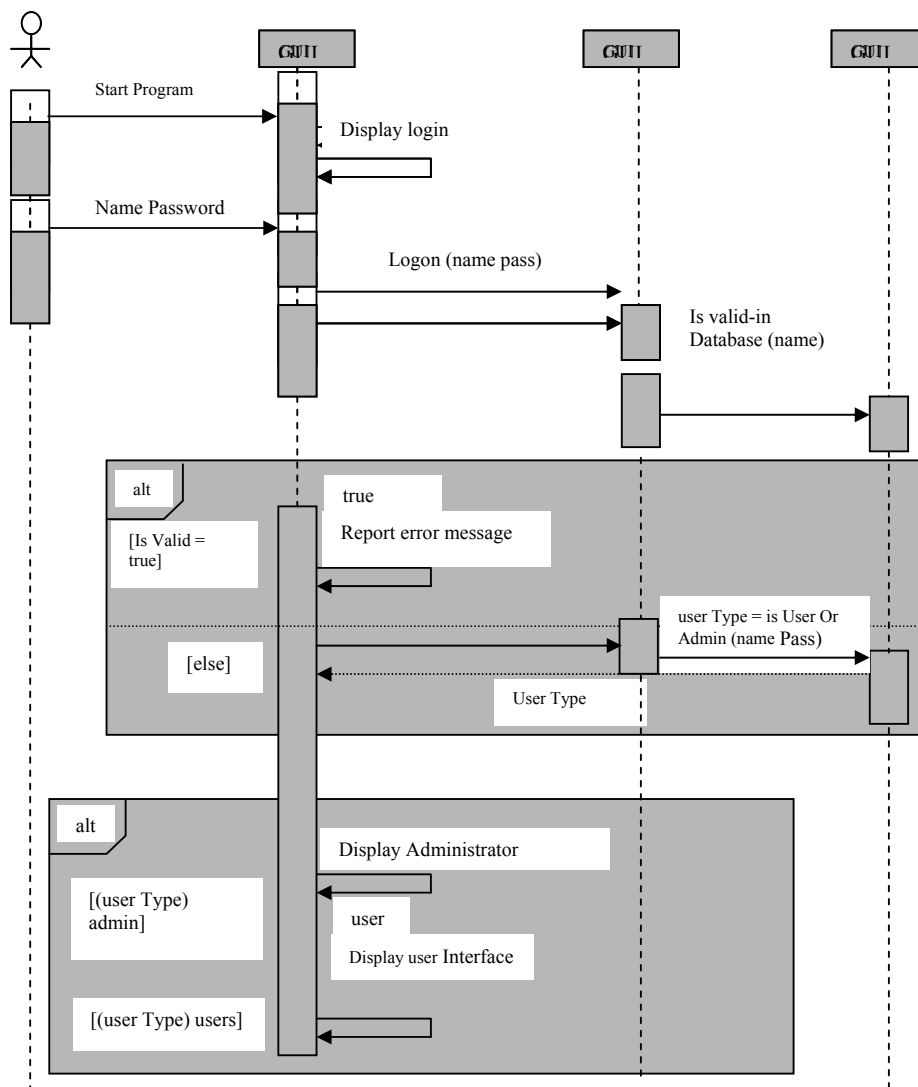 GUI GUI GUI
Start Program
Display login
Name Password
Logon (name pass)
Is valid-in
Database (name)
alt
true
Report error message
[Is Valid =
true]
user Type = is User Or
Admin (name Pass)
[else]
User Type
alt
Display Administrator
[(user Type)
admin]
user
Display user Interface
[(user Type) users]